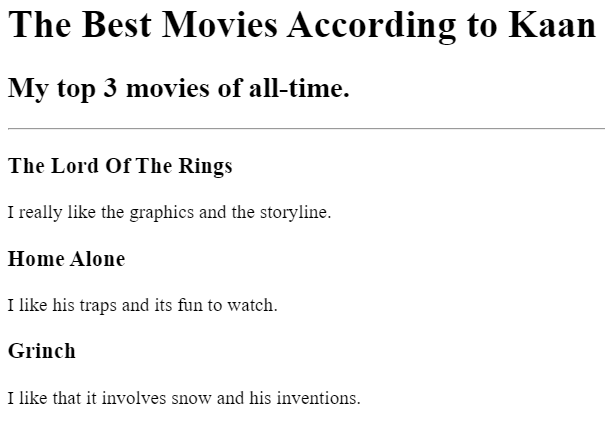 The Best Movies According to Kaan
My top 3 movies of all-time.
The Lord Of The Rings
I really like the graphics and the storyline.
Home Alone
I like his traps and its fun to watch.
Grinch
I like that it involves snow and his inventions.